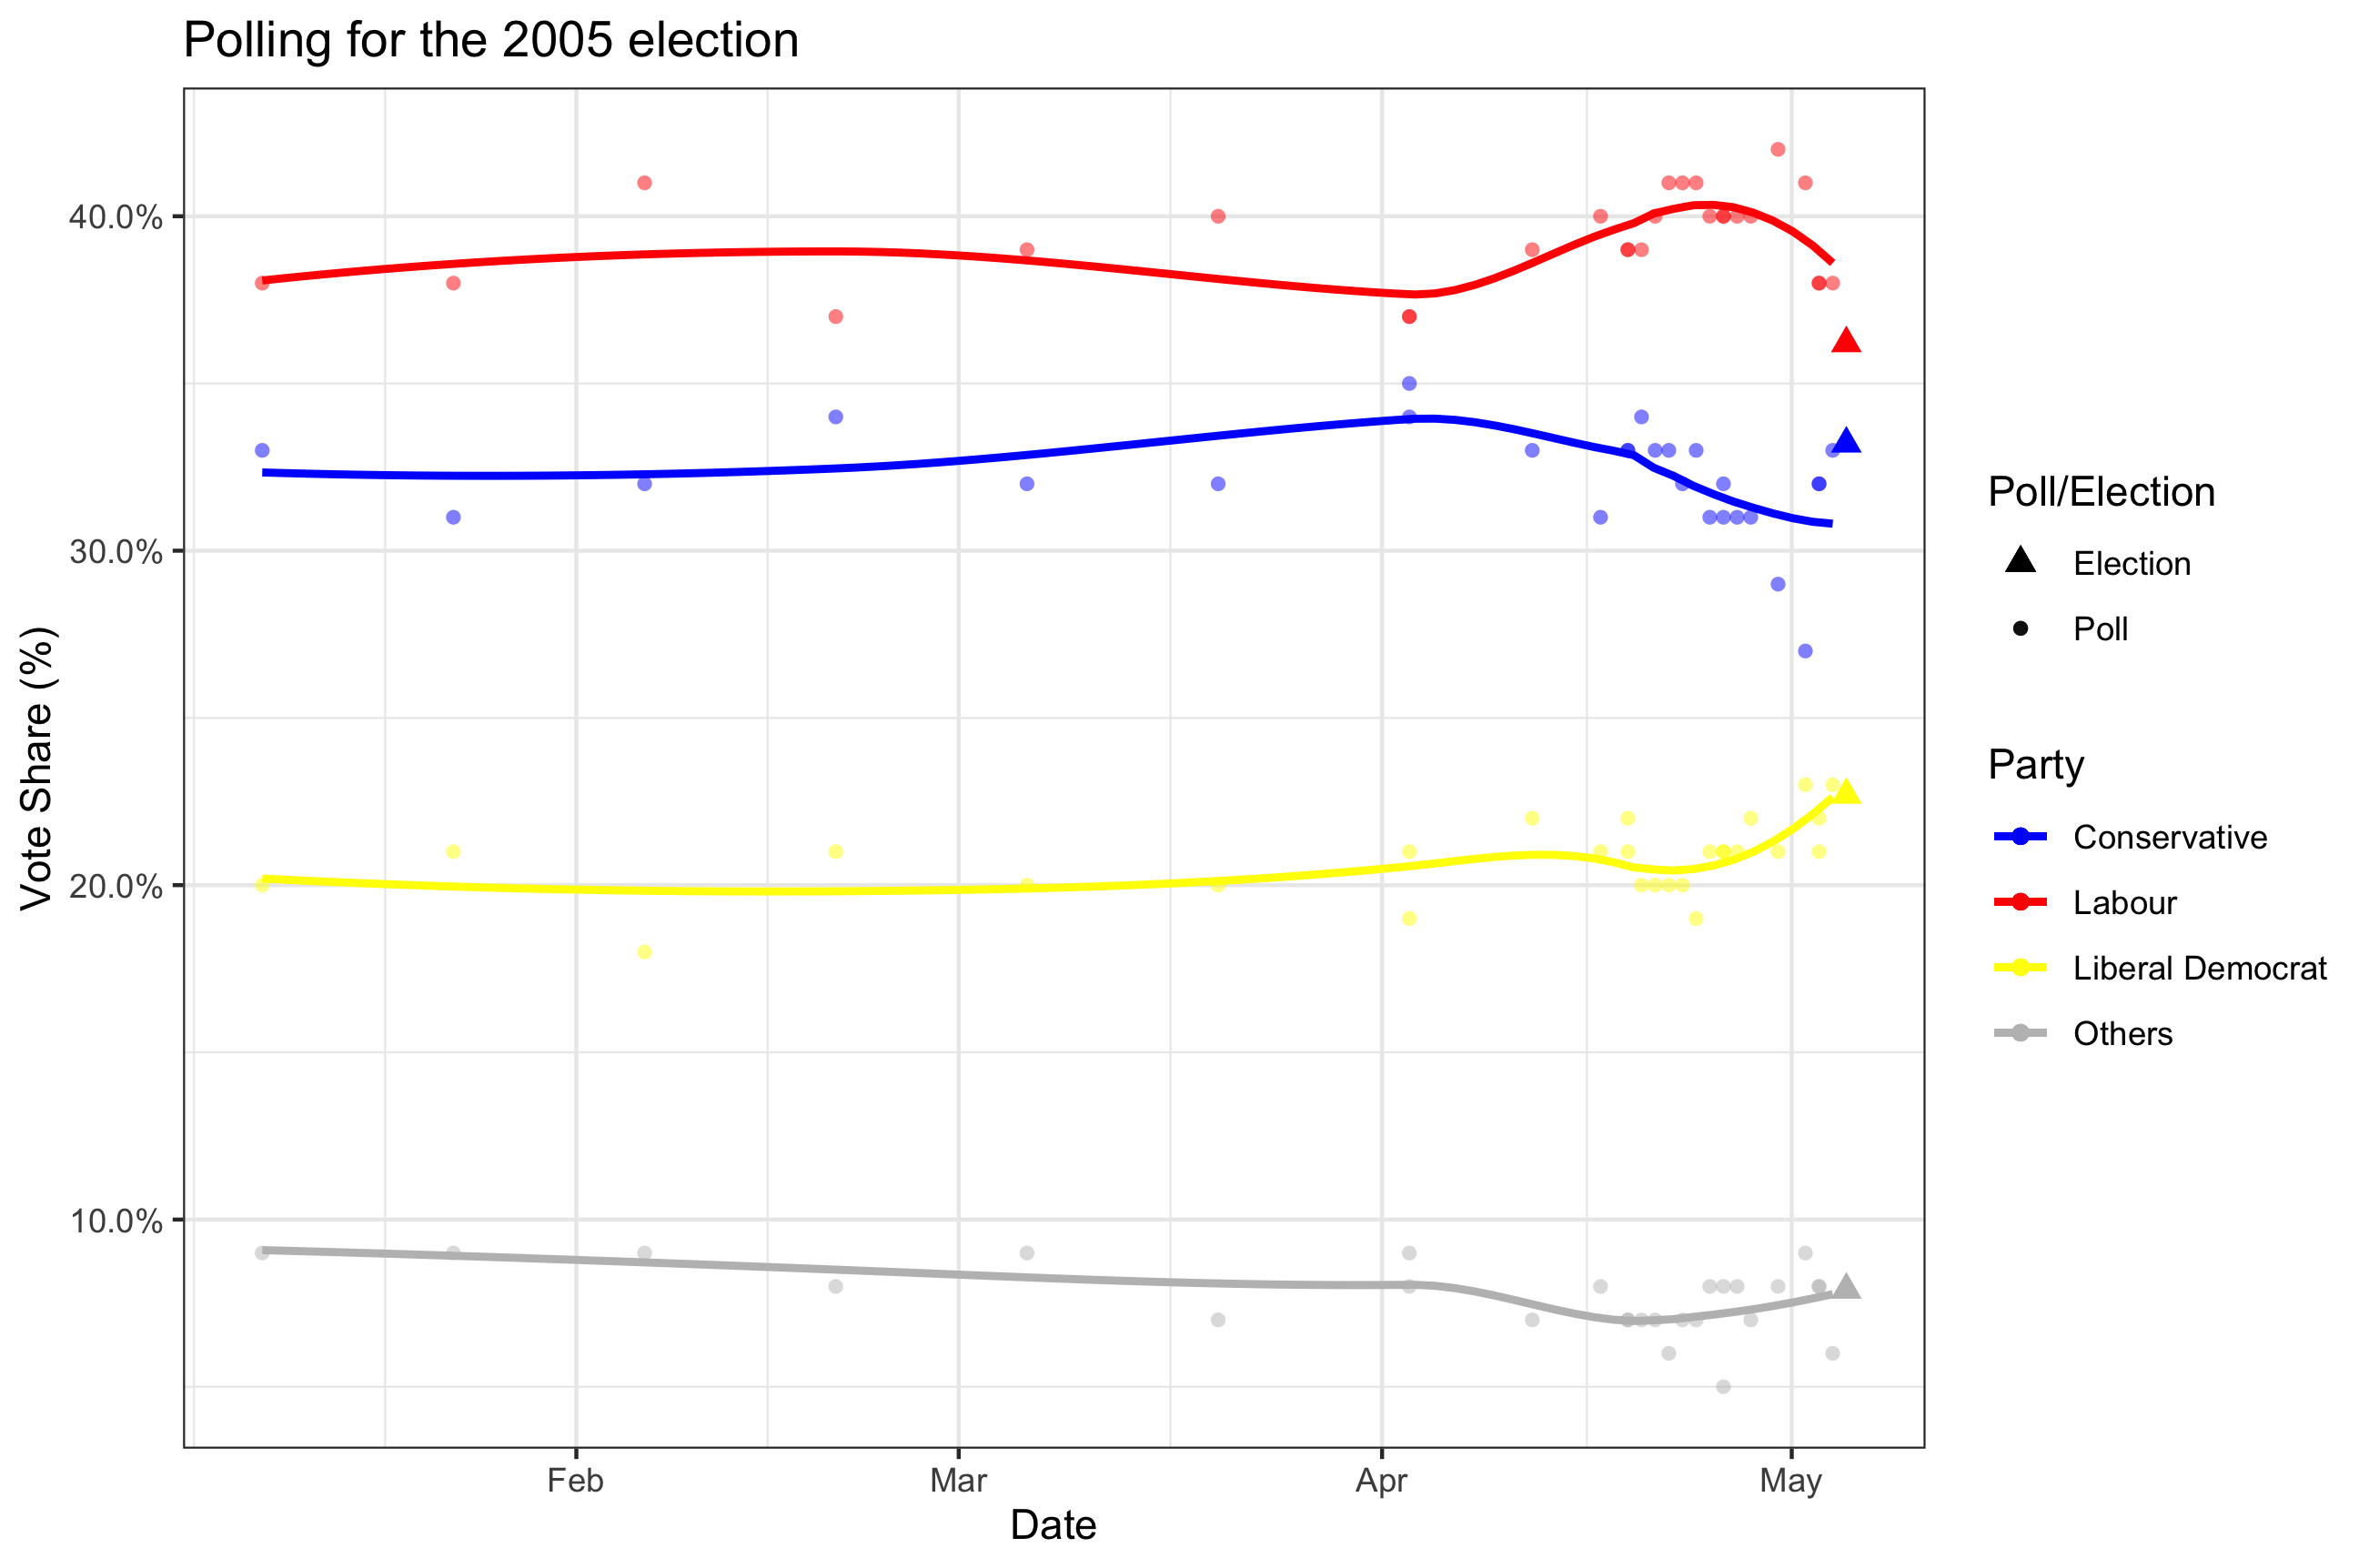 Polling for the 2005 election
Vote Share (%)
40.0%
30.0%
20.0%
10.0%
Feb
Mar
Apr
May
Date
Poll/Election
Election
Poll
Party
Conservative
Labour
Liberal Democrat
Others